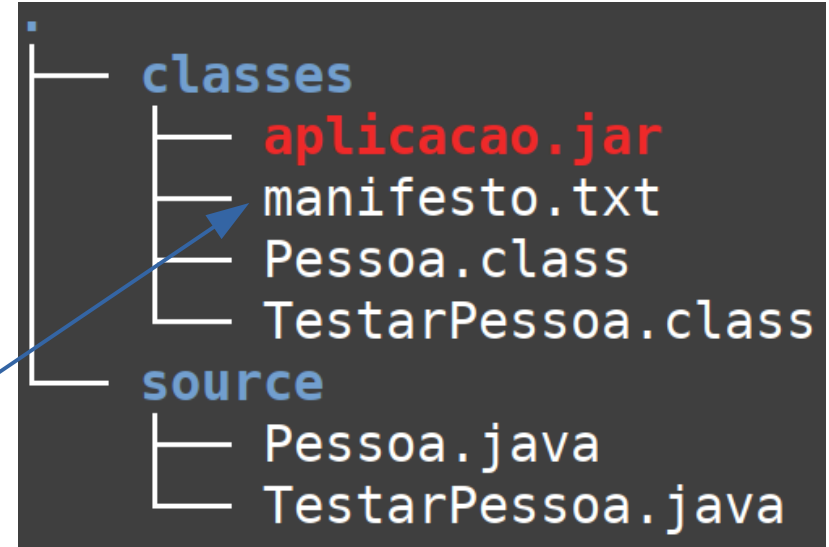 .
classes
aplicacao.jar
manifesto.txt
Pessoa.class
TestarPessoa.class
source
Pessoa.java
TestarPessoa.java